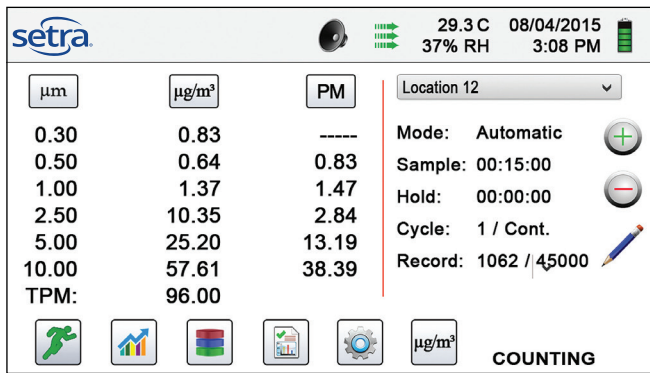 setra 29.3 C 08/04/2015
37% RH 3:08 PM
μm μg/m³ PM Location 12
0.30 0.83 ----- Mode: Automatic
0.50 0.64 0.83 Sample: 00:15:00
1.00 1.37 1.47 Hold: 00:00:00
2.50 10.35 2.84 Cycle: 1 / Cont.
5.00 25.20 13.19 Record: 1062 / 45000
10.00 57.61 38.39
TPM: 96.00
μg/m³ COUNTING